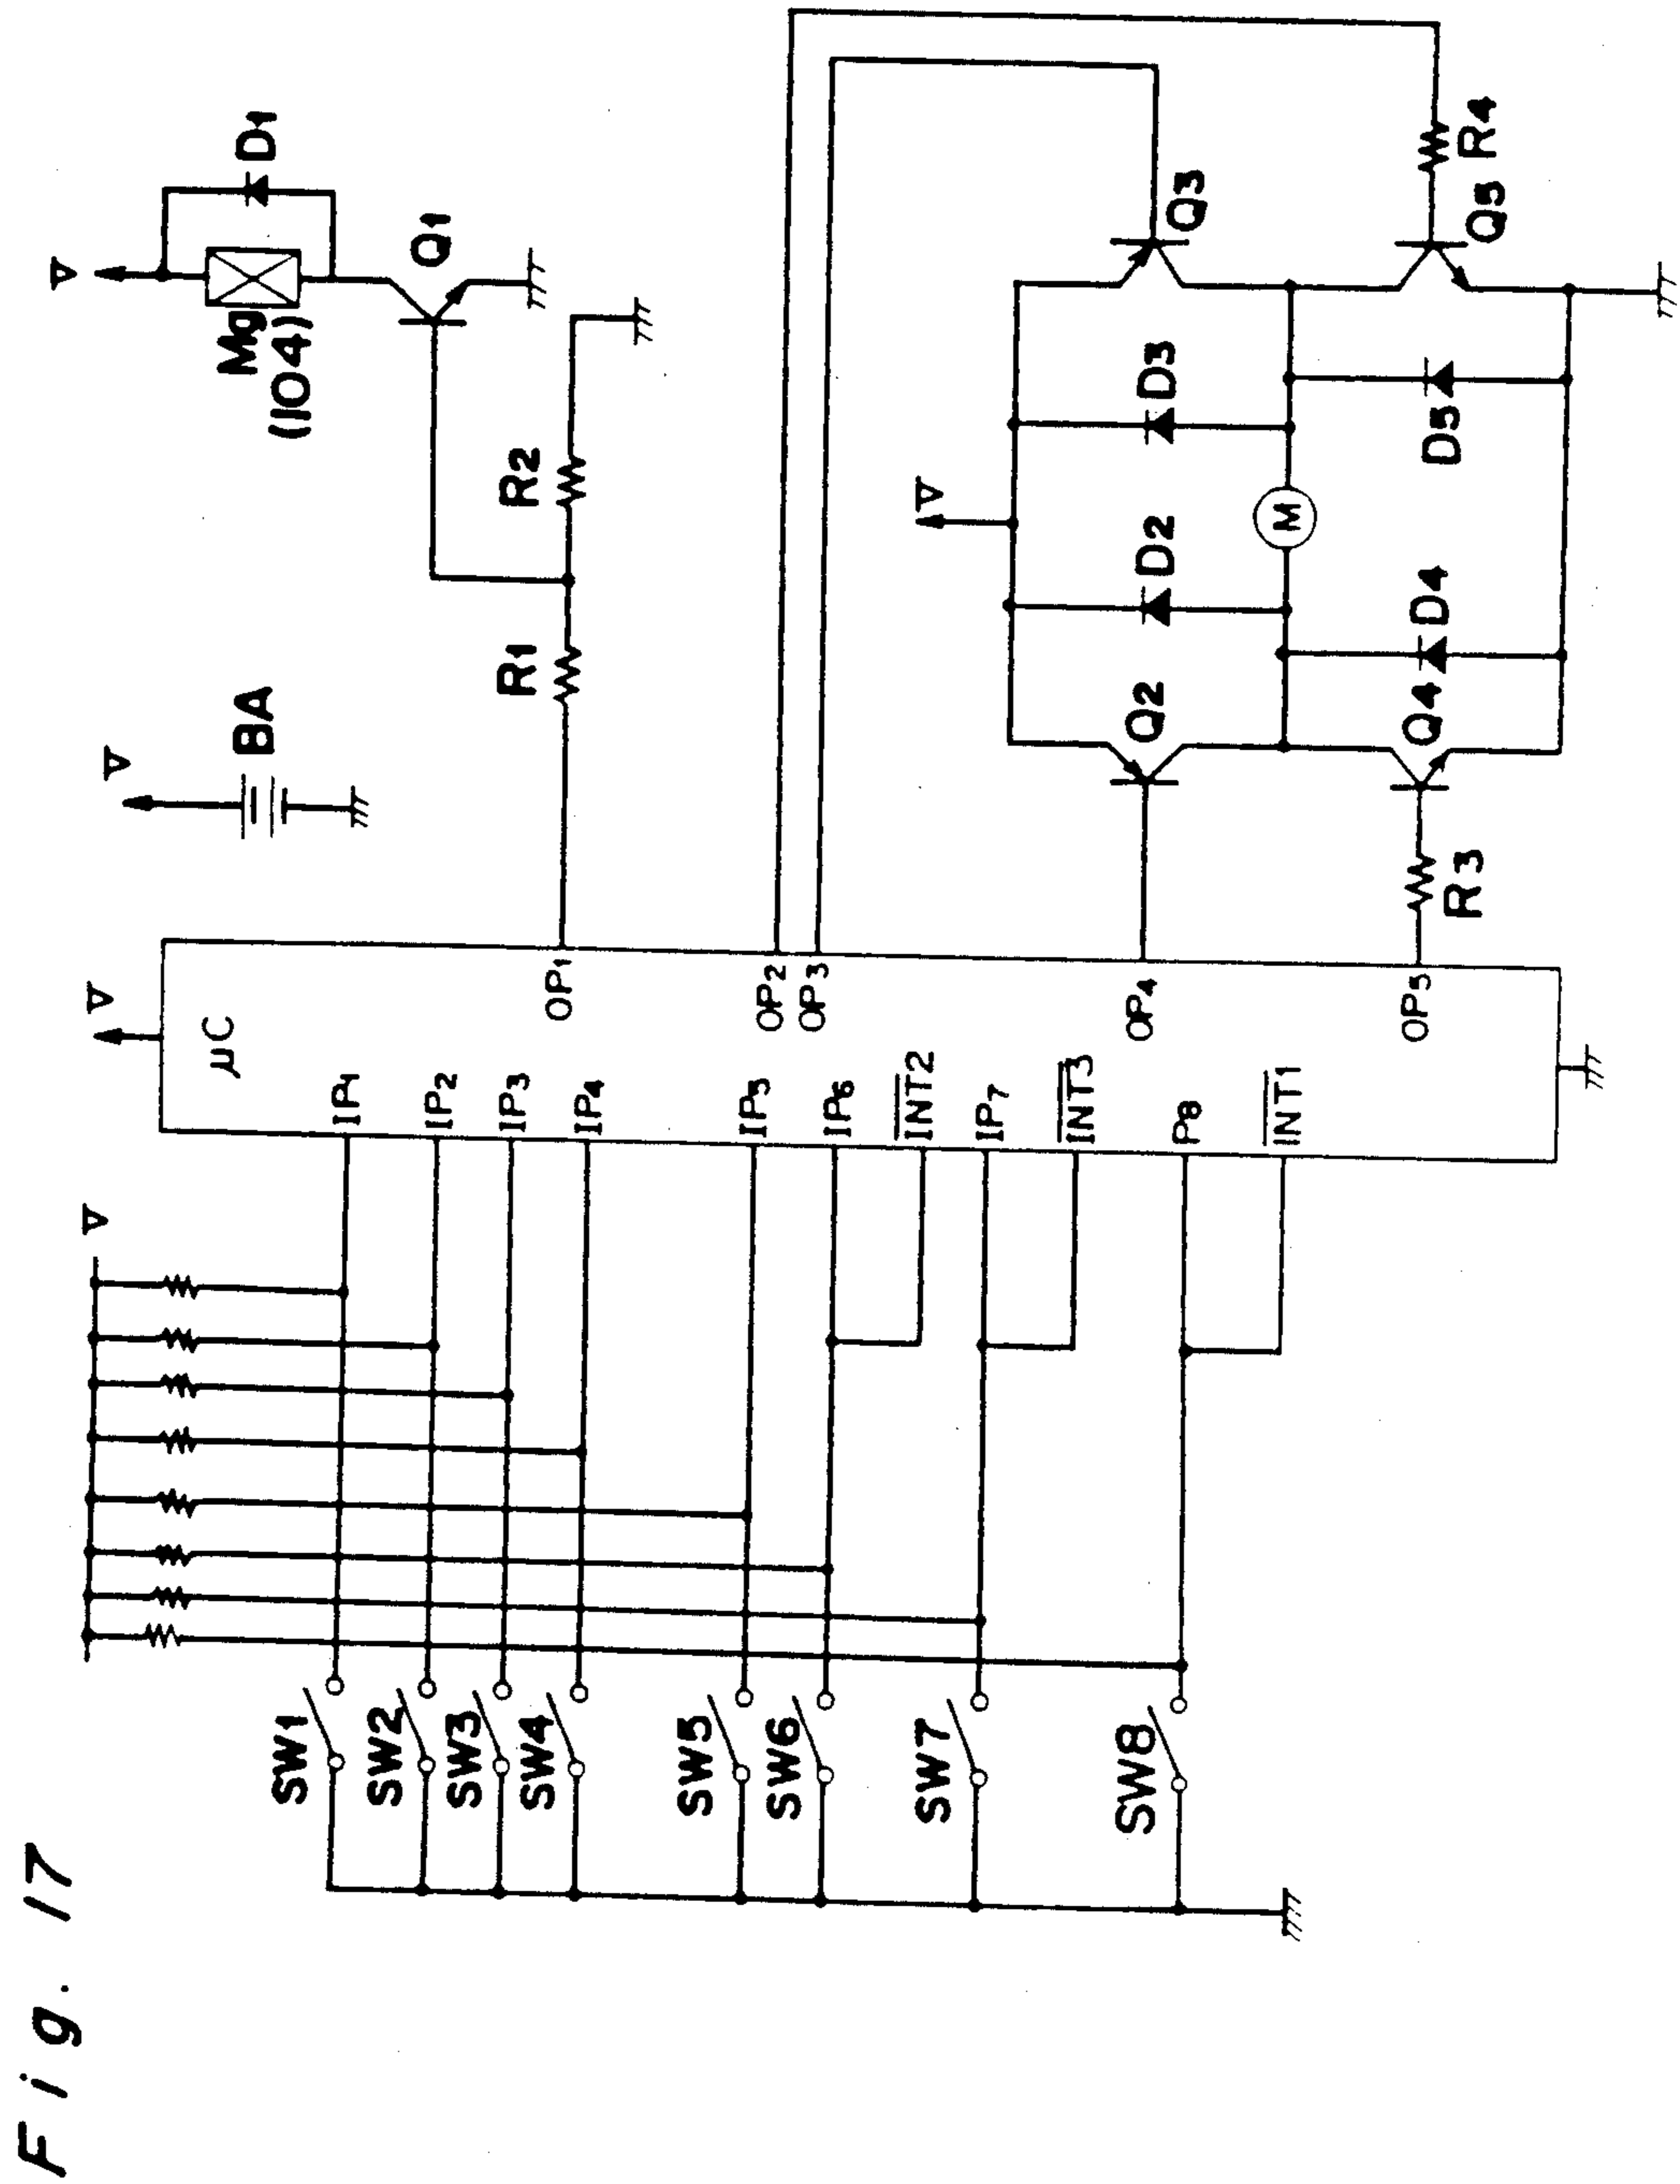 Fig. 17
V
SW1
SW2
SW3
SW4
SW5
SW6
SW7
SW8
V
μC
IP1
IP2
IP3
IP4
IP5
IP6
INT2
IP7
INT3
P8
INT1
OP1
OP2
OP3
OP4
OP5
V
BA
R1
R2
V
Mg
(104)
D1
Q1
V
Q2
D2
D3
Q3
M
R3
Q4
D4
D5
Q5
R4